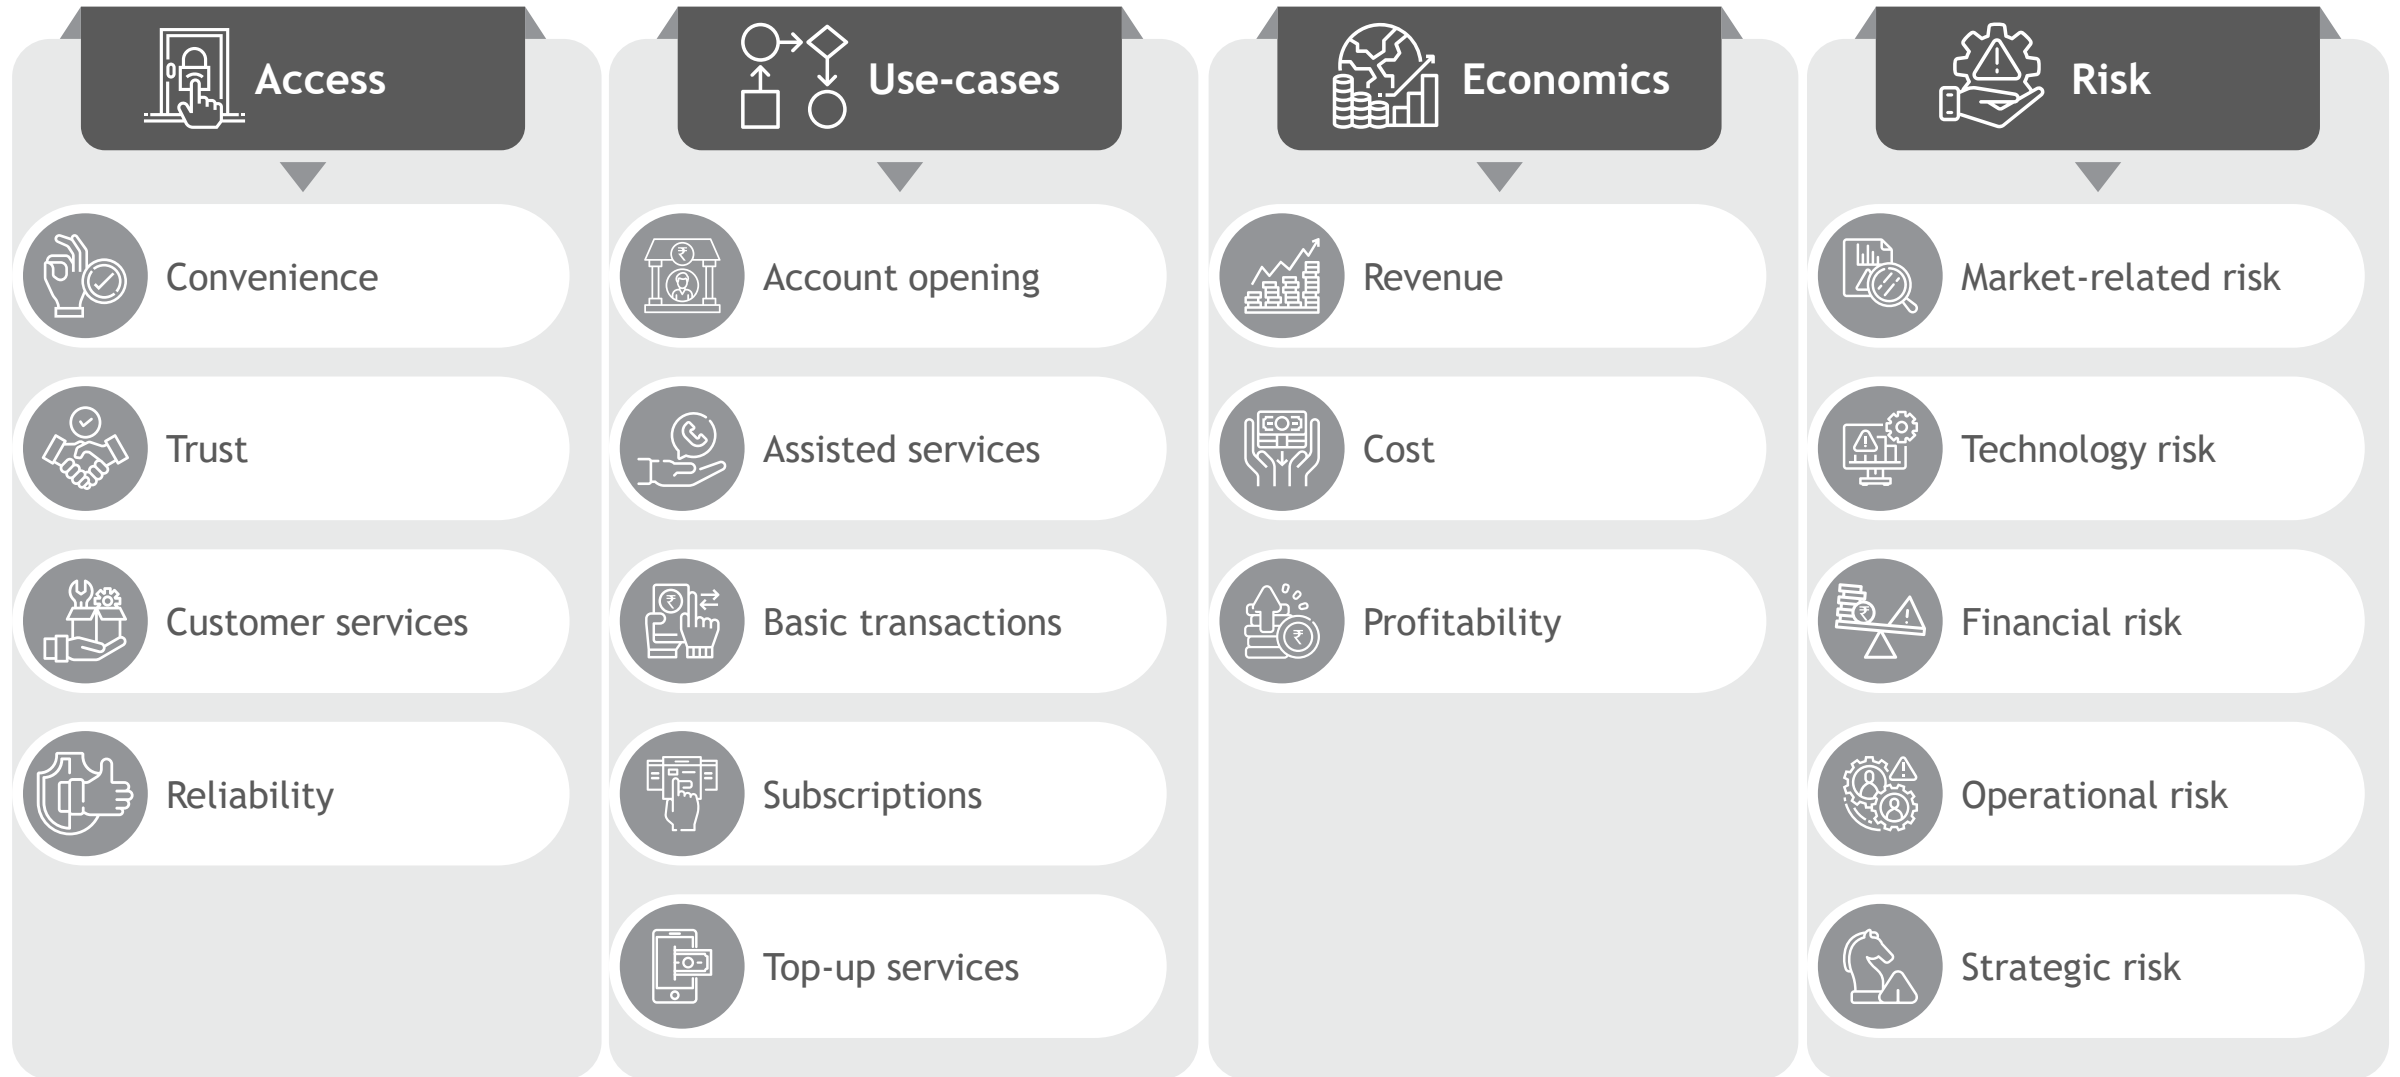 Access
Convenience
Trust
Customer services
Reliability
Use-cases
Account opening
Assisted services
Basic transactions
Subscriptions
Top-up services
Economics
Revenue
Cost
Profitability
Risk
Market-related risk
Technology risk
Financial risk
Operational risk
Strategic risk